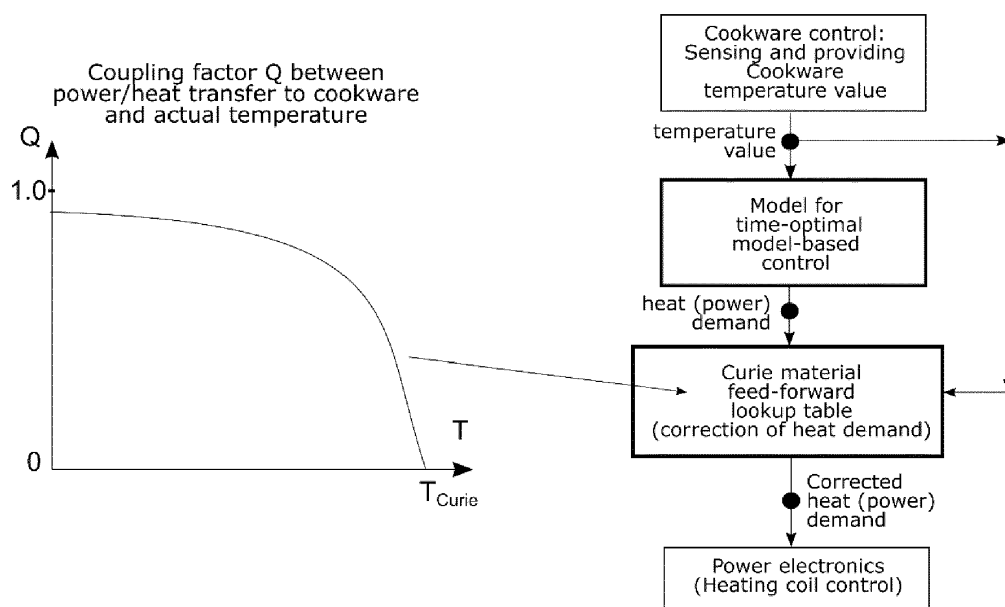 Coupling factor Q between
power/heat transfer to cookware
and actual temperature
Q
1.0
0
T
T_Curie
Cookware control:
Sensing and providing
Cookware
temperature value
temperature
value
Model for
time-optimal
model-based
control
heat (power)
demand
Curie material
feed-forward
lookup table
(correction of heat demand)
Corrected
heat (power)
demand
Power electronics
(Heating coil control)